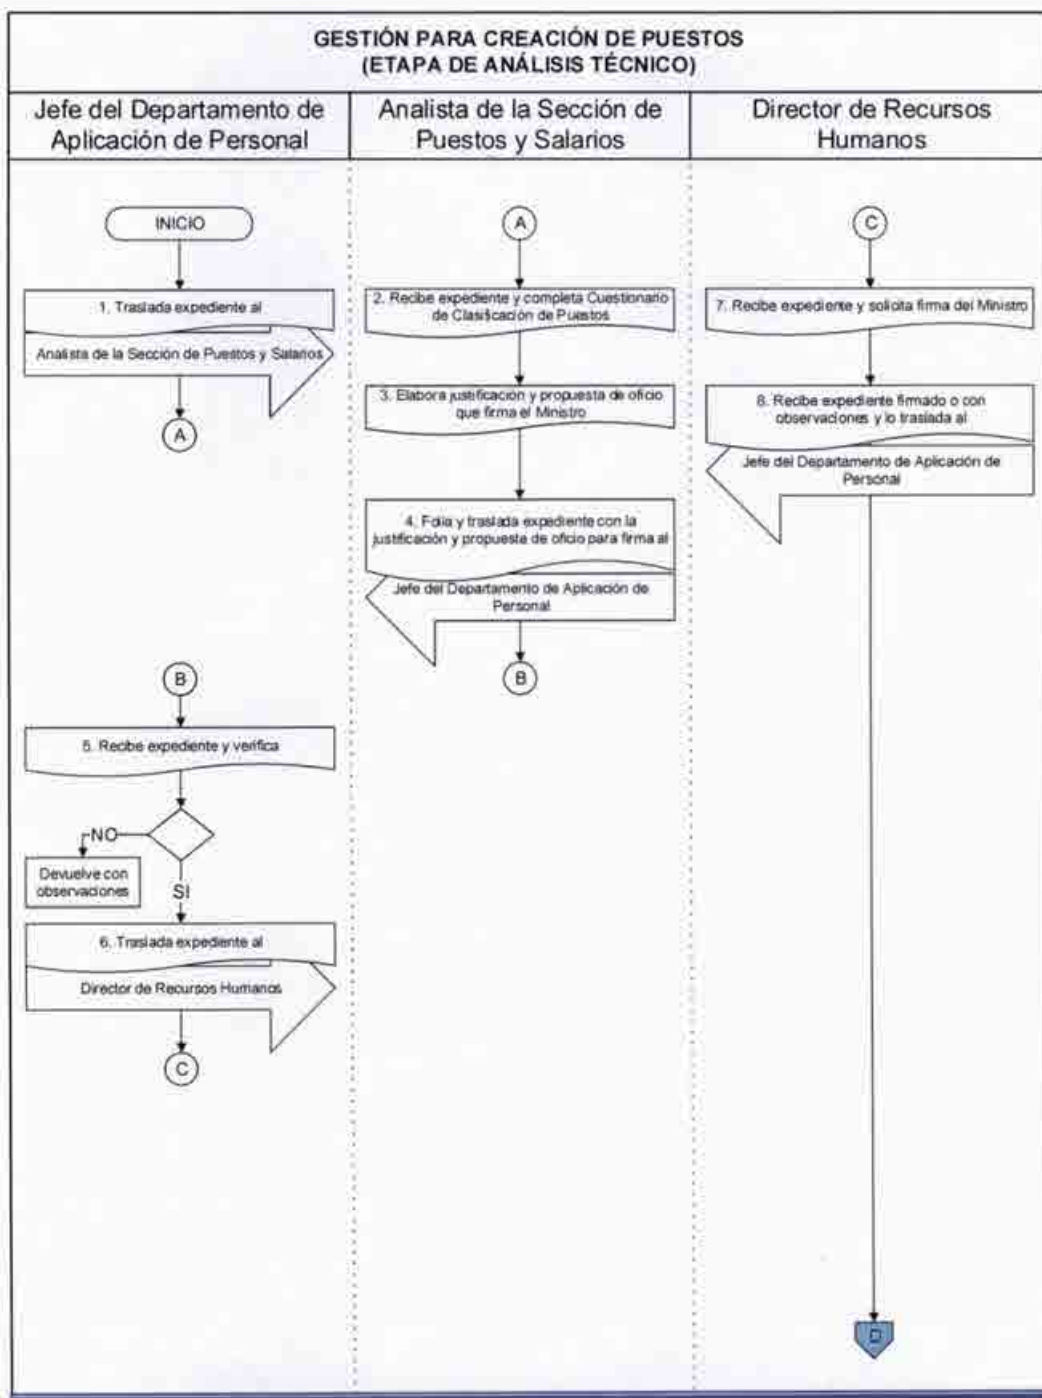 GESTIÓN PARA CREACIÓN DE PUESTOS
(ETAPA DE ANÁLISIS TÉCNICO)
Jefe del Departamento de
Aplicación de Personal
Analista de la Sección de
Puestos y Salarios
Director de Recursos
Humanos
INICIO
1. Traslada expediente al
Analista de la Sección de Puestos y Salarios
A
A
2. Recibe expediente y completa Cuestionario
de Clasificación de Puestos
3. Elabora justificación y propuesta de oficio
que firma el Ministro
4. Folia y traslada expediente con la
justificación y propuesta de oficio para firma al
Jefe del Departamento de Aplicación de
Personal
B
B
5. Recibe expediente y verifica
NO
Devuelve con
observaciones
SI
6. Traslada expediente al
Director de Recursos Humanos
C
C
7. Recibe expediente y solicita firma del Ministro
8. Recibe expediente firmado o con
observaciones y lo traslada al
Jefe del Departamento de Aplicación de
Personal
D